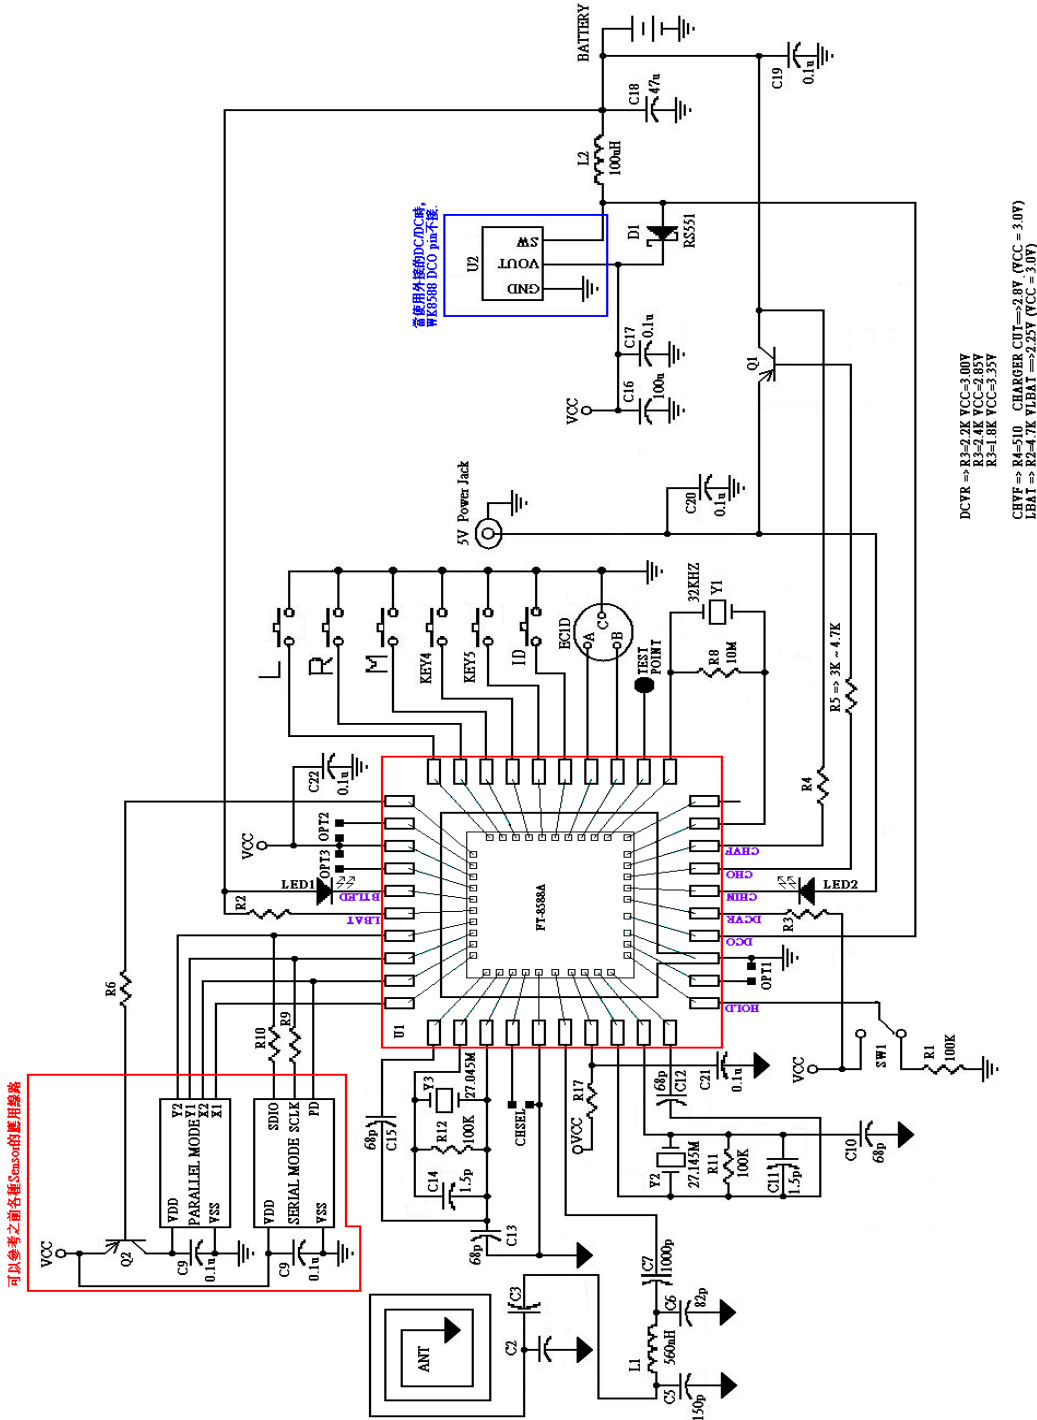 BATTERY
C19
0.1u
C18
47u
L2
100uH
當使用外接的DC/DC時,
WK8588 DCO pin不接.
U2
SW
VOUT
GND
D1
RS551
C17
0.1u
C16
100u
VCC
Q1
DCVR => R3=2.2K VCC=3.00V
R3=2.4K VCC=2.85V
R3=1.8K VCC=3.35V
CHVF => R4=510 CHARGER CUT=>2.8V (VCC = 3.0V)
LBAT => R2=4.7K VLBAT =>2.25V (VCC = 3.0V)
5V Power Jack
C20
0.1u
L
R
M
KEY4
KEY5
ID
EC1D
A
C
B
TEST
POINT
32KHZ
Y1
R8
10M
R5 => 3K ~ 4.7K
R4
C22
0.1u
VCC
OPT2
OPT3
LED1
BTLED
R2
LBAT
FT-8588A
U1
CHVF
CHO
CHIN
LED2
DCVR
R3
DCO
OPT1
HOLD
R6
R10
R9
可以參考之前各種Sensor的應用線路
Y2
Y1
X2
X1
PARALLEL MODE
VDD
VSS
SDIO
SCLK
PD
SERIAL MODE
VDD
VSS
VCC
Q2
C9
0.1u
C9
0.1u
68p
C15
Y3
27.045M
R12
100K
C14
1.5p
68p
C13
CHSEL
VCC
R17
68p
C12
C21
0.1u
VCC
SW1
R1
100K
Y2
27.145M
R11
100K
C11
1.5p
C10
68p
ANT
C3
C2
C7
1000p
C6
82p
L1
560nH
C5
150p